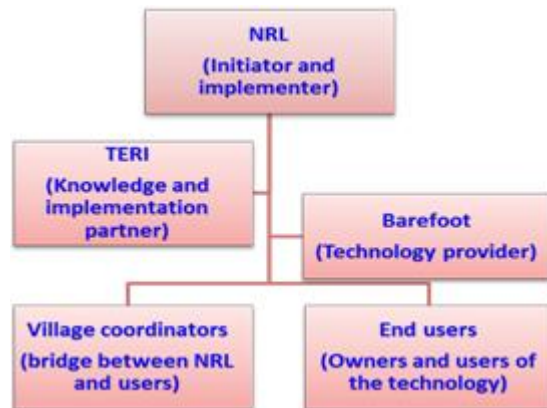 NRL
(Initiator and
implementer)
TERI
(Knowledge and
implementation
partner)
Barefoot
(Technology provider)
Village coordinators
(bridge between NRL
and users)
End users
(Owners and users of
the technology)